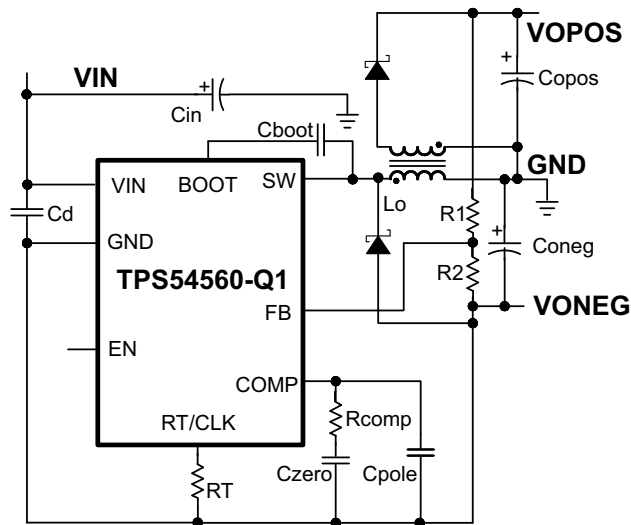 VOPOS
VIN
+
Copos
+
Cin
Cboot
GND
VIN
BOOT
SW
Lo
R1
Cd
GND
+
Coneg
TPS54560-Q1
R2
FB
VONEG
EN
COMP
RT/CLK
Rcomp
RT
Czero
Cpole